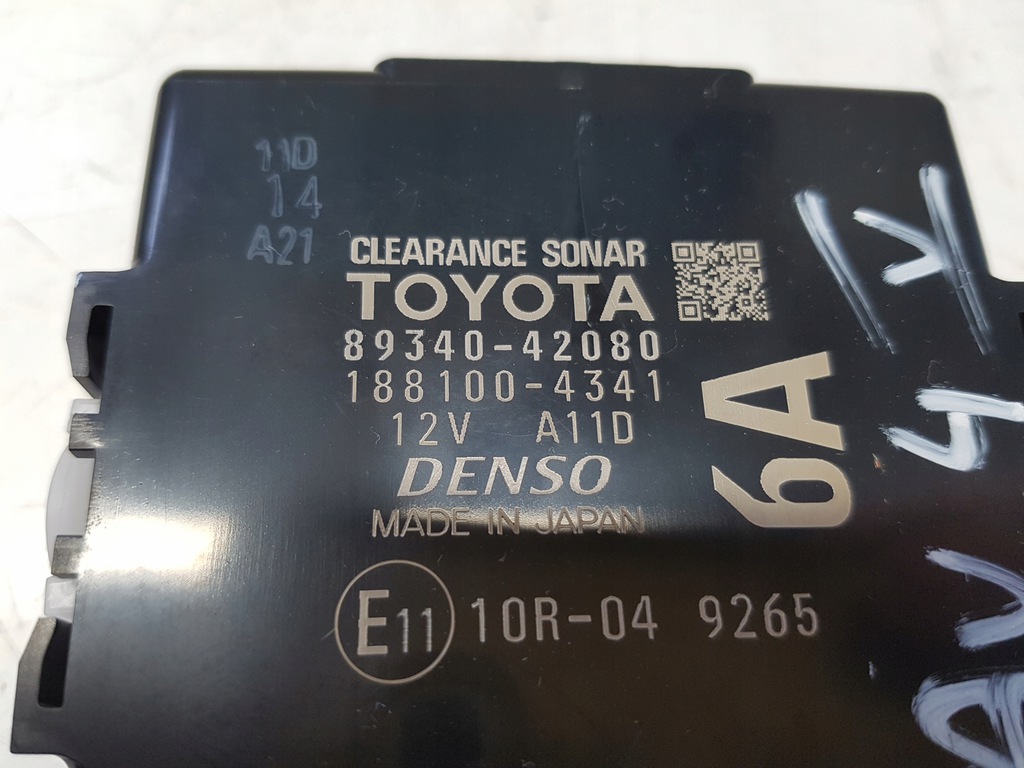 11D
14
A21
CLEARANCE SONAR
TOYOTA
89340-42080
188100-4341
12V A11D
DENSO
MADE IN JAPAN
6A
E11 10R-04 9265